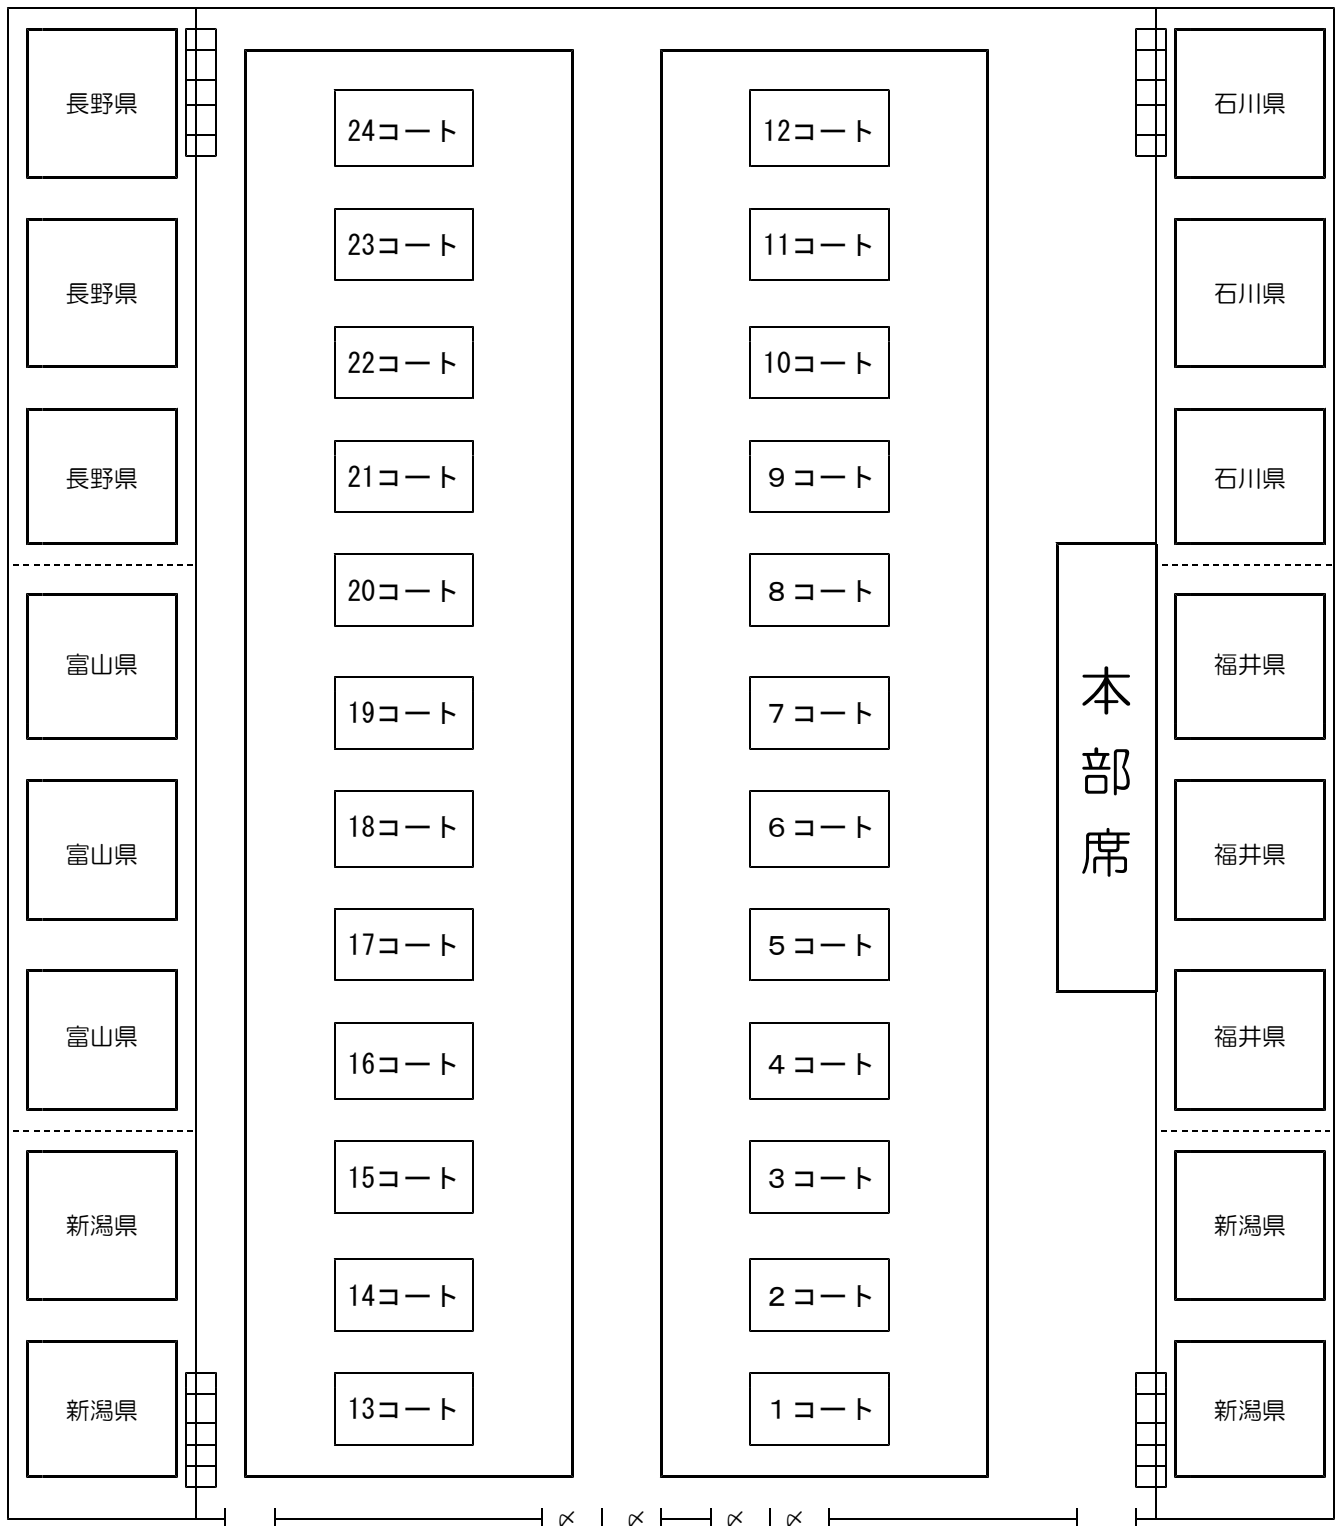 長野県
24コート
12コート
石川県
23コート
11コート
長野県
石川県
22コート
10コート
長野県
21コート
９コート
石川県
20コート
８コート
富山県
福井県
19コート
７コート
本部席
18コート
６コート
富山県
福井県
17コート
５コート
富山県
福井県
16コート
４コート
15コート
３コート
新潟県
新潟県
14コート
２コート
新潟県
13コート
１コート
新潟県